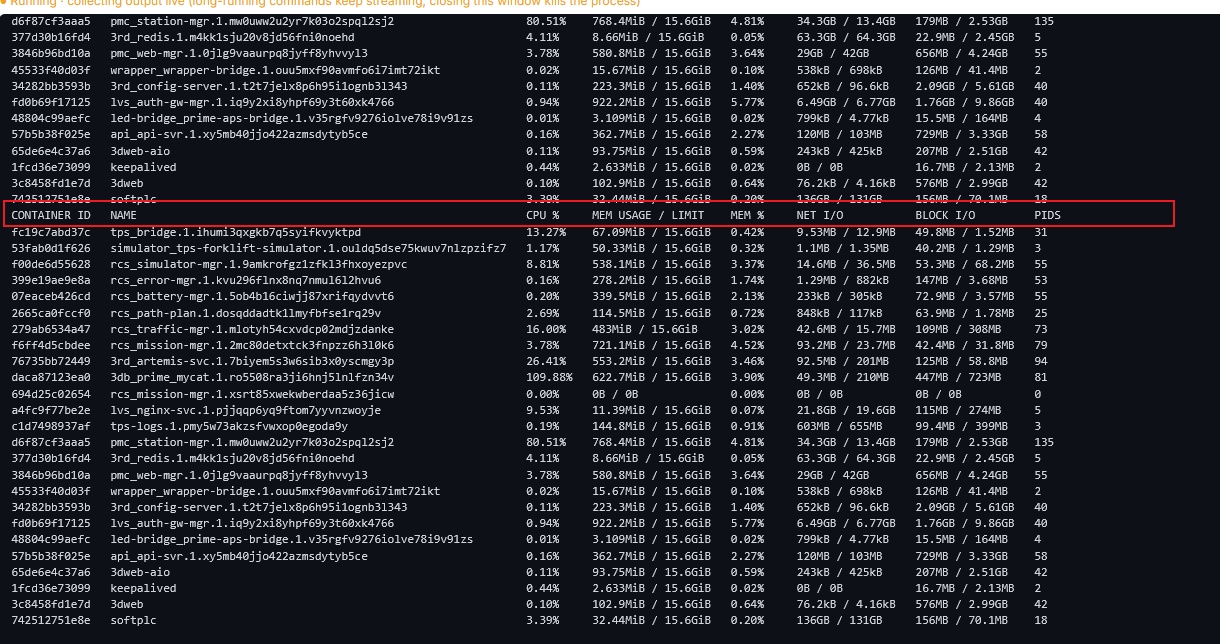 Running · collecting output live (long-running commands keep streaming, closing this window kills the process)
d6f87cf3aaa5 pmc_station-mgr.1.mw0uww2u2yr7k03o2spql2sj2 80.51% 768.4MiB / 15.6GiB 4.81% 34.3GB / 13.4GB 179MB / 2.53GB 135
377d30b16fd4 3rd_redis.1.m4kk1sju20v8jd56fni0noehd 4.11% 8.66MiB / 15.6GiB 0.05% 63.3GB / 64.3GB 22.9MB / 2.45GB 5
3846b96bd10a pmc_web-mgr.1.0jlg9vaaurpq8jyff8yhvvyl3 3.78% 580.8MiB / 15.6GiB 3.64% 29GB / 42GB 656MB / 4.24GB 55
45533f40d03f wrapper_wrapper-bridge.1.ouu5mxf90avmfo6i7imt72ikt 0.02% 15.67MiB / 15.6GiB 0.10% 538kB / 698kB 126MB / 41.4MB 2
34282bb3593b 3rd_config-server.1.t2t7jelx8p6h95i1ognb3l343 0.11% 223.3MiB / 15.6GiB 1.40% 652kB / 96.6kB 2.09GB / 5.61GB 40
fd0b69f17125 lvs_auth-gw-mgr.1.iq9y2xi8yhpf69y3t60xk4766 0.94% 922.2MiB / 15.6GiB 5.77% 6.49GB / 6.77GB 1.76GB / 9.86GB 40
48804c99aefc led-bridge_prime-aps-bridge.1.v35rgfv9276io1ve78i9v91zs 0.01% 3.109MiB / 15.6GiB 0.02% 799kB / 4.77kB 15.5MB / 164MB 4
57b5b38f025e api_api-svr.1.xy5mb40jjo422azmsdytyb5ce 0.16% 362.7MiB / 15.6GiB 2.27% 120MB / 103MB 729MB / 3.33GB 58
65de6e4c37a6 3dweb-aio 0.11% 93.75MiB / 15.6GiB 0.59% 243kB / 425kB 207MB / 2.51GB 42
1fcd36e73099 keepalived 0.44% 2.633MiB / 15.6GiB 0.02% 0B / 0B 16.7MB / 2.13MB 2
3c8458fd1e7d 3dweb 0.10% 102.9MiB / 15.6GiB 0.64% 76.2kB / 4.16kB 576MB / 2.99GB 42
742512751e8e softplc 3.39% 32.44MiB / 15.6GiB 0.20% 136GB / 131GB 156MB / 70.1MB 18
CONTAINER ID NAME CPU % MEM USAGE / LIMIT MEM % NET I/O BLOCK I/O PIDS
fc19c7abd37c tps_bridge.1.ihumi3qxgkb7q5syifkvyktpd 13.27% 67.09MiB / 15.6GiB 0.42% 9.53MB / 12.9MB 49.8MB / 1.52MB 31
53fab0d1f626 simulator_tps-forklift-simulator.1.ouldq5dse75kwuv7nlzpzifz7 1.17% 50.33MiB / 15.6GiB 0.32% 1.1MB / 1.35MB 40.2MB / 1.29MB 3
f00de6d55628 rcs_simulator-mgr.1.9amkrofgz1zfkl3fhxoyezpvc 8.81% 538.1MiB / 15.6GiB 3.37% 14.6MB / 36.5MB 53.3MB / 68.2MB 55
399e19ae9e8a rcs_error-mgr.1.kvu296flnx8nq7nmul6l2hvu6 0.16% 278.2MiB / 15.6GiB 1.74% 1.29MB / 882kB 147MB / 3.68MB 53
07eaceb426cd rcs_battery-mgr.1.5ob4b16ciwjj87xrifqydvvt6 0.20% 339.5MiB / 15.6GiB 2.13% 233kB / 305kB 72.9MB / 3.57MB 55
2665ca0fccf0 rcs_path-plan.1.dosqddadtk1lmyfbfse1rq29v 2.69% 114.5MiB / 15.6GiB 0.72% 848kB / 117kB 63.9MB / 1.78MB 25
279ab6534a47 rcs_traffic-mgr.1.mlotyh54cxvdcp02mdjzdanke 16.00% 483MiB / 15.6GiB 3.02% 42.6MB / 15.7MB 109MB / 308MB 73
f6ff4d5cbdee rcs_mission-mgr.1.2mc80detxtck3fnpzz6h3l0k6 3.78% 721.1MiB / 15.6GiB 4.52% 93.2MB / 23.7MB 42.4MB / 31.8MB 79
76735bb72449 3rd_artemis-svc.1.7biyem5s3w6sib3x0yscmgy3p 26.41% 553.2MiB / 15.6GiB 3.46% 92.5MB / 201MB 125MB / 58.8MB 94
daca87123ea0 3db_prime_mycat.1.ro5508ra3ji6hnj5lnlfzn34v 109.88% 622.7MiB / 15.6GiB 3.90% 49.3MB / 210MB 447MB / 723MB 81
694d25c02654 rcs_mission-mgr.1.xsrt85xwekwberdaa5z36jicw 0.00% 0B / 0B 0.00% 0B / 0B 0B / 0B 0
a4fc9f77be2e lvs_nginx-svc.1.pjjqqp6yq9ftom7yyvnzwoyje 9.53% 11.39MiB / 15.6GiB 0.07% 21.8GB / 19.6GB 115MB / 274MB 5
c1d7498937af tps-logs.1.pmy5w73akzsfvwxop0egoda9y 0.19% 144.8MiB / 15.6GiB 0.91% 603MB / 655MB 99.4MB / 399MB 3
d6f87cf3aaa5 pmc_station-mgr.1.mw0uww2u2yr7k03o2spql2sj2 80.51% 768.4MiB / 15.6GiB 4.81% 34.3GB / 13.4GB 179MB / 2.53GB 135
377d30b16fd4 3rd_redis.1.m4kk1sju20v8jd56fni0noehd 4.11% 8.66MiB / 15.6GiB 0.05% 63.3GB / 64.3GB 22.9MB / 2.45GB 5
3846b96bd10a pmc_web-mgr.1.0jlg9vaaurpq8jyff8yhvvyl3 3.78% 580.8MiB / 15.6GiB 3.64% 29GB / 42GB 656MB / 4.24GB 55
45533f40d03f wrapper_wrapper-bridge.1.ouu5mxf90avmfo6i7imt72ikt 0.02% 15.67MiB / 15.6GiB 0.10% 538kB / 698kB 126MB / 41.4MB 2
34282bb3593b 3rd_config-server.1.t2t7jelx8p6h95i1ognb3l343 0.11% 223.3MiB / 15.6GiB 1.40% 652kB / 96.6kB 2.09GB / 5.61GB 40
fd0b69f17125 lvs_auth-gw-mgr.1.iq9y2xi8yhpf69y3t60xk4766 0.94% 922.2MiB / 15.6GiB 5.77% 6.49GB / 6.77GB 1.76GB / 9.86GB 40
48804c99aefc led-bridge_prime-aps-bridge.1.v35rgfv9276io1ve78i9v91zs 0.01% 3.109MiB / 15.6GiB 0.02% 799kB / 4.77kB 15.5MB / 164MB 4
57b5b38f025e api_api-svr.1.xy5mb40jjo422azmsdytyb5ce 0.16% 362.7MiB / 15.6GiB 2.27% 120MB / 103MB 729MB / 3.33GB 58
65de6e4c37a6 3dweb-aio 0.11% 93.75MiB / 15.6GiB 0.59% 243kB / 425kB 207MB / 2.51GB 42
1fcd36e73099 keepalived 0.44% 2.633MiB / 15.6GiB 0.02% 0B / 0B 16.7MB / 2.13MB 2
3c8458fd1e7d 3dweb 0.10% 102.9MiB / 15.6GiB 0.64% 76.2kB / 4.16kB 576MB / 2.99GB 42
742512751e8e softplc 3.39% 32.44MiB / 15.6GiB 0.20% 136GB / 131GB 156MB / 70.1MB 18